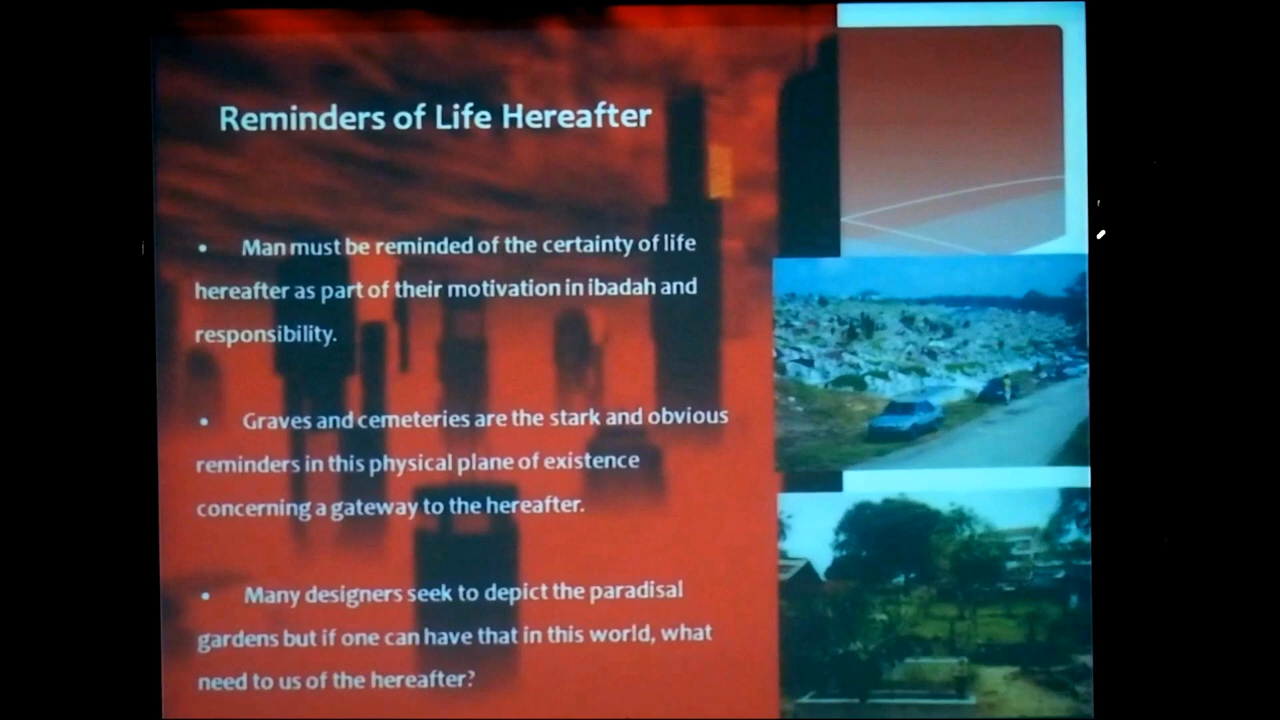 Reminders of Life Hereafter
• Man must be reminded of the certainty of life
hereafter as part of their motivation in ibadah and
responsibility.
• Graves and cemeteries are the stark and obvious
reminders in this physical plane of existence
concerning a gateway to the hereafter.
• Many designers seek to depict the paradisal
gardens but if one can have that in this world, what
need to us of the hereafter?